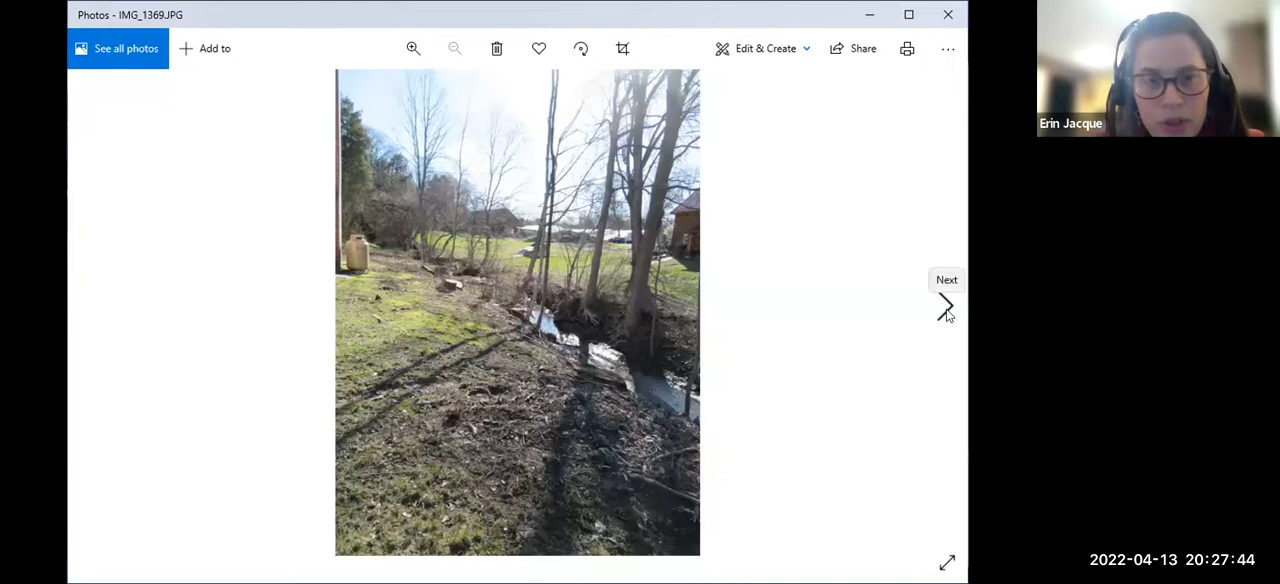 Photos - IMG_1369.JPG
See all photos
Add to
Edit & Create
Share
Erin Jacque
Next
2022-04-13 20:27:44